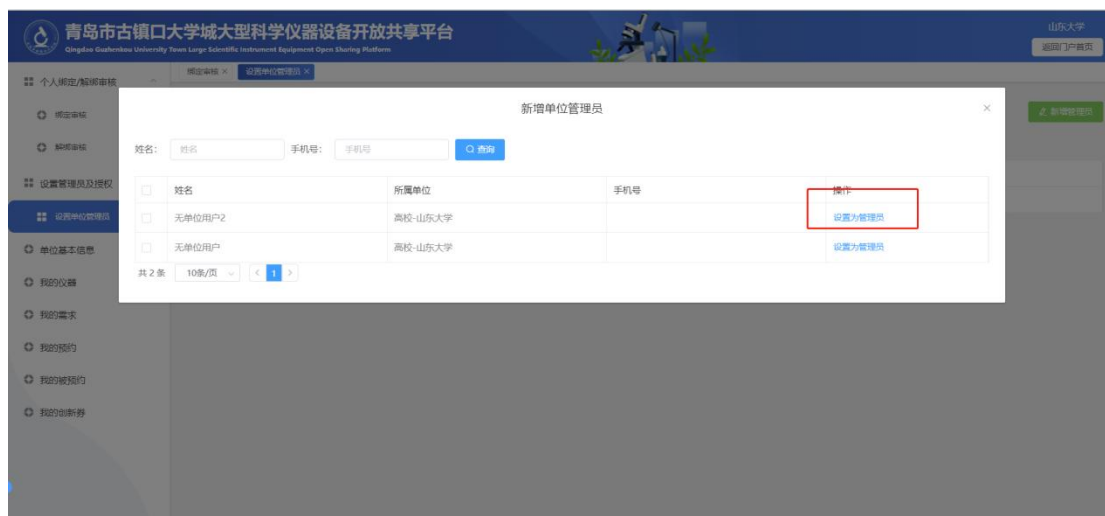 青岛市古镇口大学城大型科学仪器设备开放共享平台
Qingdao Guzhenkou University Town Large Scientific Instrument Equipment Open Sharing Platform
山东大学
返回门户首页
个人绑定/解绑审核
绑定审核 ×
设置单位管理员 ×
绑定审核
解绑审核
设置管理员及授权
设置单位管理员
单位基本信息
我的仪器
我的需求
我的预约
我的被预约
我的创新券
新增管理员
新增单位管理员 ×
姓名: 姓名 手机号: 手机号 查询
姓名 所属单位 手机号 操作
无单位用户2 高校-山东大学 设置为管理员
无单位用户 高校-山东大学 设置为管理员
共 2 条 10条/页 < 1 >